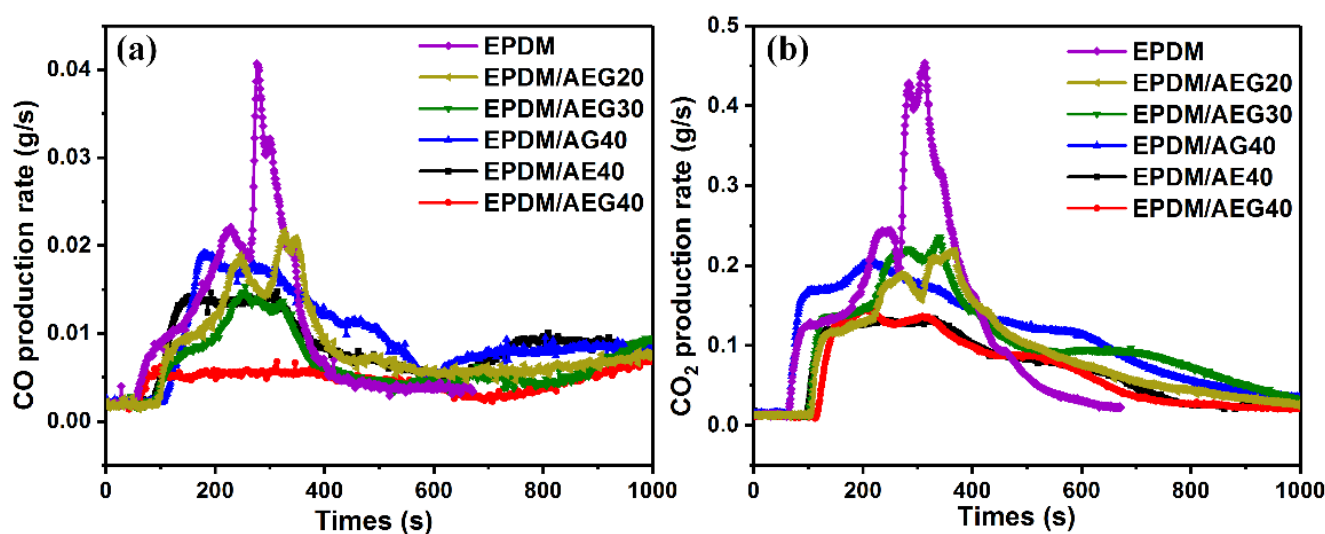 (a)
EPDM
EPDM/AEG20
EPDM/AEG30
EPDM/AG40
EPDM/AE40
EPDM/AEG40
CO production rate (g/s)
0.04
0.03
0.02
0.01
0.00
0 200 400 600 800 1000
Times (s)
(b)
EPDM
EPDM/AEG20
EPDM/AEG30
EPDM/AG40
EPDM/AE40
EPDM/AEG40
CO2 production rate (g/s)
0.5
0.4
0.3
0.2
0.1
0.0
0 200 400 600 800 1000
Times (s)